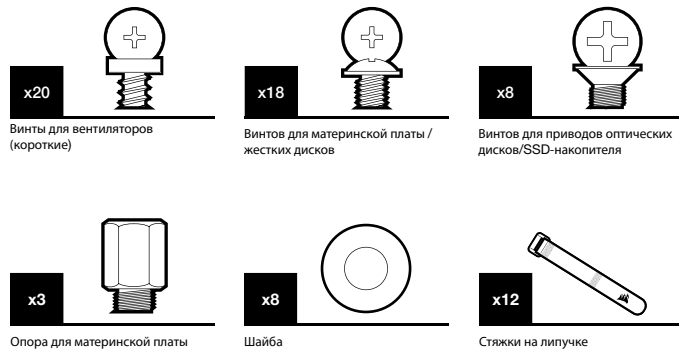 x20
Винты для вентиляторов
(короткие)
x18
Винтов для материнской платы /
жестких дисков
x8
Винтов для приводов оптических
дисков/SSD-накопителя
x3
Опора для материнской платы
x8
Шайба
x12
Стяжки на липучке